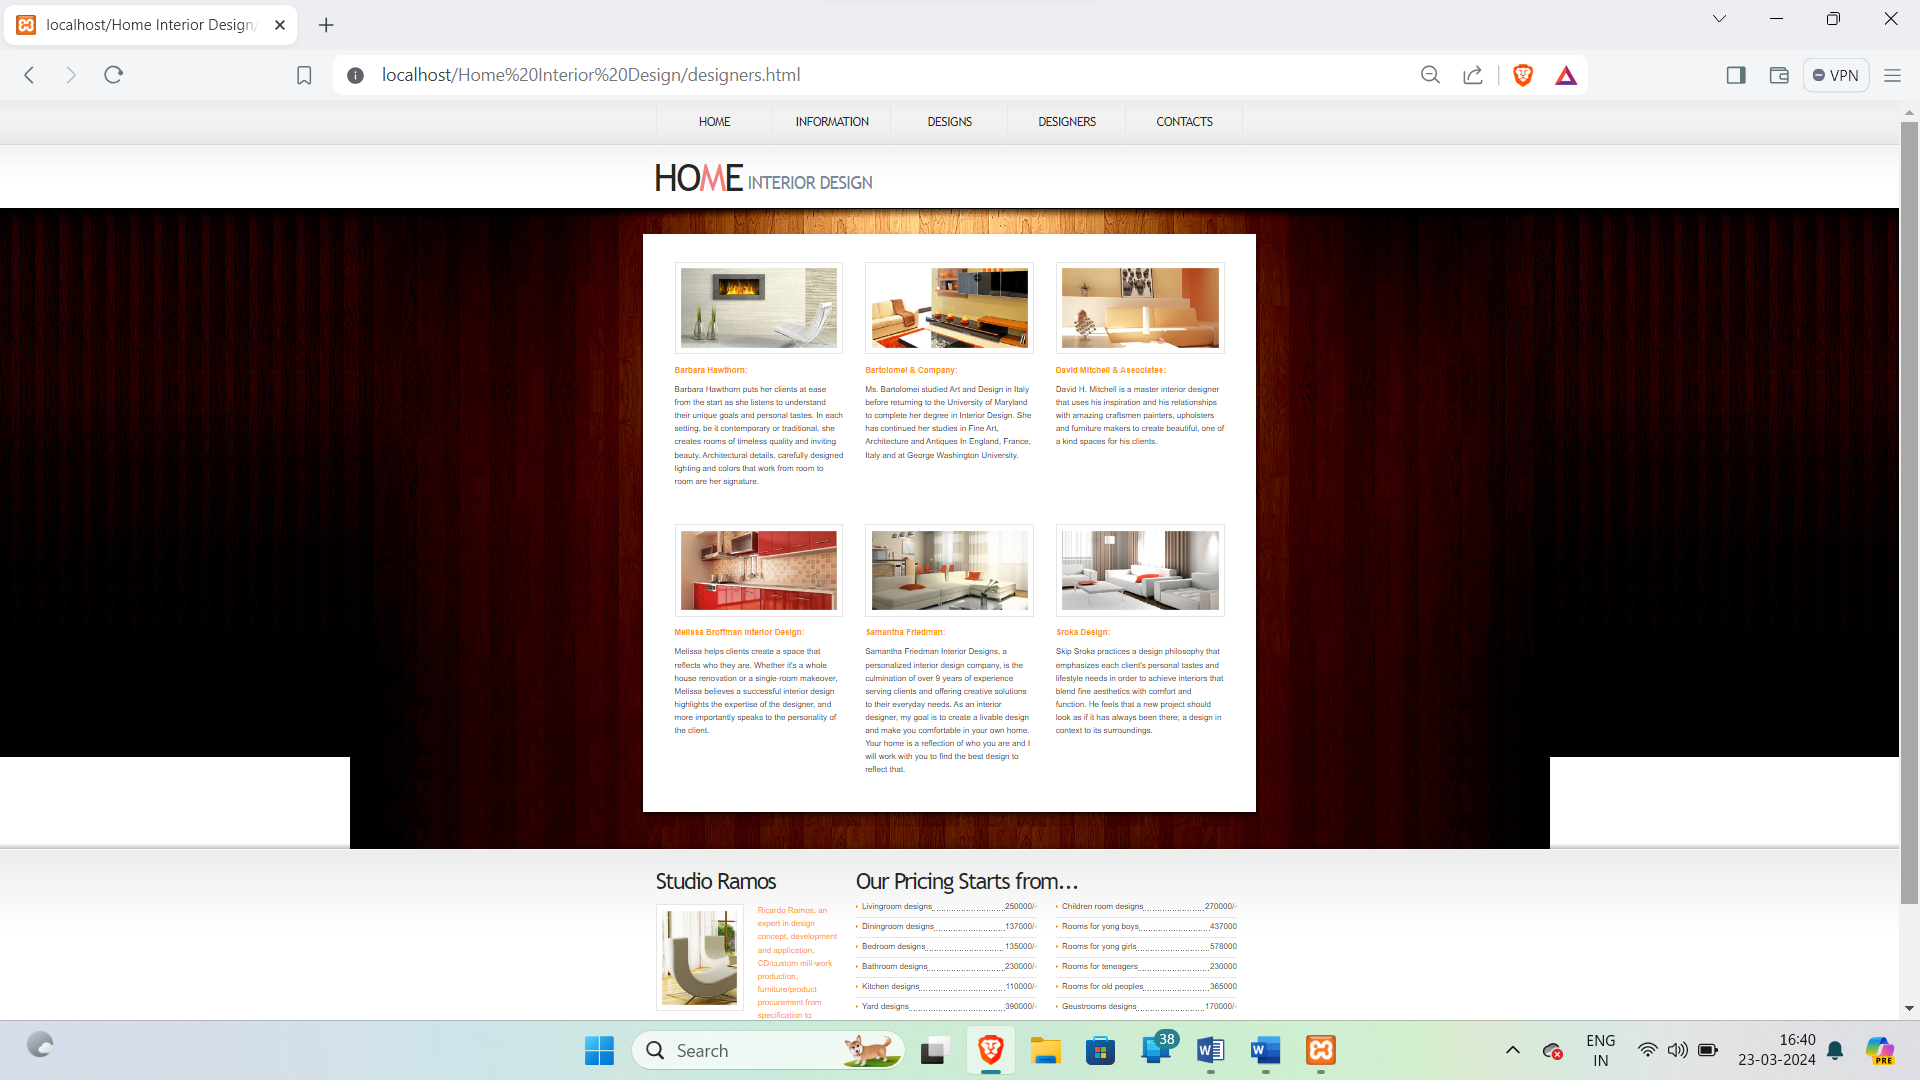 localhost/Home Interior Design/
localhost/Home%20Interior%20Design/designers.html
VPN
HOME INFORMATION DESIGNS DESIGNERS CONTACTS
HOME INTERIOR DESIGN
Barbara Hawthorn:
Barbara Hawthorn puts her clients at ease
from the start as she listens to understand
their unique goals and personal tastes. In each
setting, be it contemporary or traditional, she
creates rooms of timeless quality and inviting
beauty. Architectural details, carefully designed
lighting and colors that work from room to
room are her signature.
Bartolomei & Company:
Ms. Bartolomei studied Art and Design in Italy
before returning to the University of Maryland
to complete her degree in Interior Design. She
has continued her studies in Fine Art,
Architecture and Antiques In England, France,
Italy and at George Washington University.
David Mitchell & Associates:
David H. Mitchell is a master interior designer
that uses his inspiration and his relationships
with amazing craftsmen painters, upholsters
and furniture makers to create beautiful, one of
a kind spaces for his clients.
Melissa Broffman Interior Design:
Melissa helps clients create a space that
reflects who they are. Whether it's a whole
house renovation or a single-room makeover,
Melissa believes a successful interior design
highlights the expertise of the designer, and
more importantly speaks to the personality of
the client.
Samantha Friedman:
Samantha Friedman Interior Designs, a
personalized interior design company, is the
culmination of over 9 years of experience
serving clients and offering creative solutions
to their everyday needs. As an interior
designer, my goal is to create a livable design
and make you comfortable in your own home.
Your home is a reflection of who you are and I
will work with you to find the best design to
reflect that.
Sroka Design:
Skip Sroka practices a design philosophy that
emphasizes each client's personal tastes and
lifestyle needs in order to achieve interiors that
blend fine aesthetics with comfort and
function. He feels that a new project should
look as if it has always been there; a design in
context to its surroundings.
Studio Ramos
Ricardo Ramos, an
expert in design
concept, development
and application,
CD/custom mill-work
production,
furniture/product
procurement from
specification to
Our Pricing Starts from...
Livingroom designs 250000/-
Diningroom designs 137000/-
Bedroom designs 135000/-
Bathroom designs 230000/-
Kitchen designs 110000/-
Yard designs 390000/-
Children room designs 270000/-
Rooms for yong boys 437000
Rooms for yong girls 578000
Rooms for teneagers 230000
Rooms for old peoples 365000
Geustrooms designs 170000/-
Search
38
ENG
IN
16:40
23-03-2024
PRE